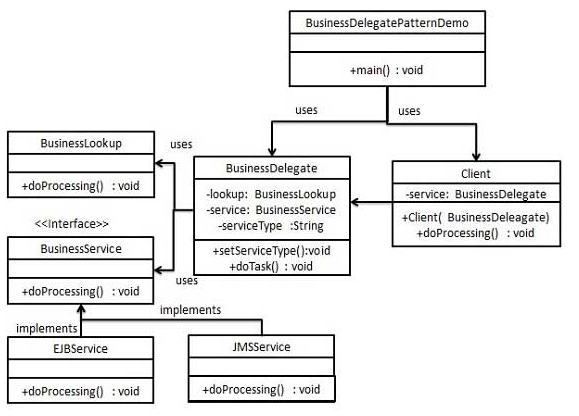 BusinessDelegatePatternDemo
+main() : void
uses
uses
BusinessLookup
+doProcessing() : void
uses
BusinessDelegate
-lookup: BusinessLookup
-service: BusinessService
-serviceType :String
+setServiceType():void
+doTask() : void
Client
-service: BusinessDelegate
+Client( BusinessDeleagate)
+doProcessing() : void
<<Interface>>
BusinessService
+doProcessing() : void
uses
implements
implements
EJBService
+doProcessing() : void
JMSService
+doProcessing() : void